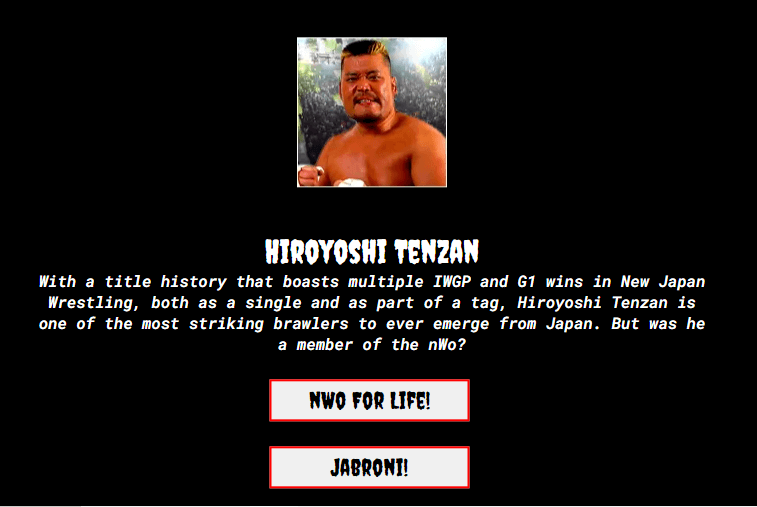 HIROYOSHI TENZAN
With a title history that boasts multiple IWGP and G1 wins in New Japan
Wrestling, both as a single and as part of a tag, Hiroyoshi Tenzan is
one of the most striking brawlers to ever emerge from Japan. But was he
a member of the nWo?
NWO FOR LIFE!
JABRONI!